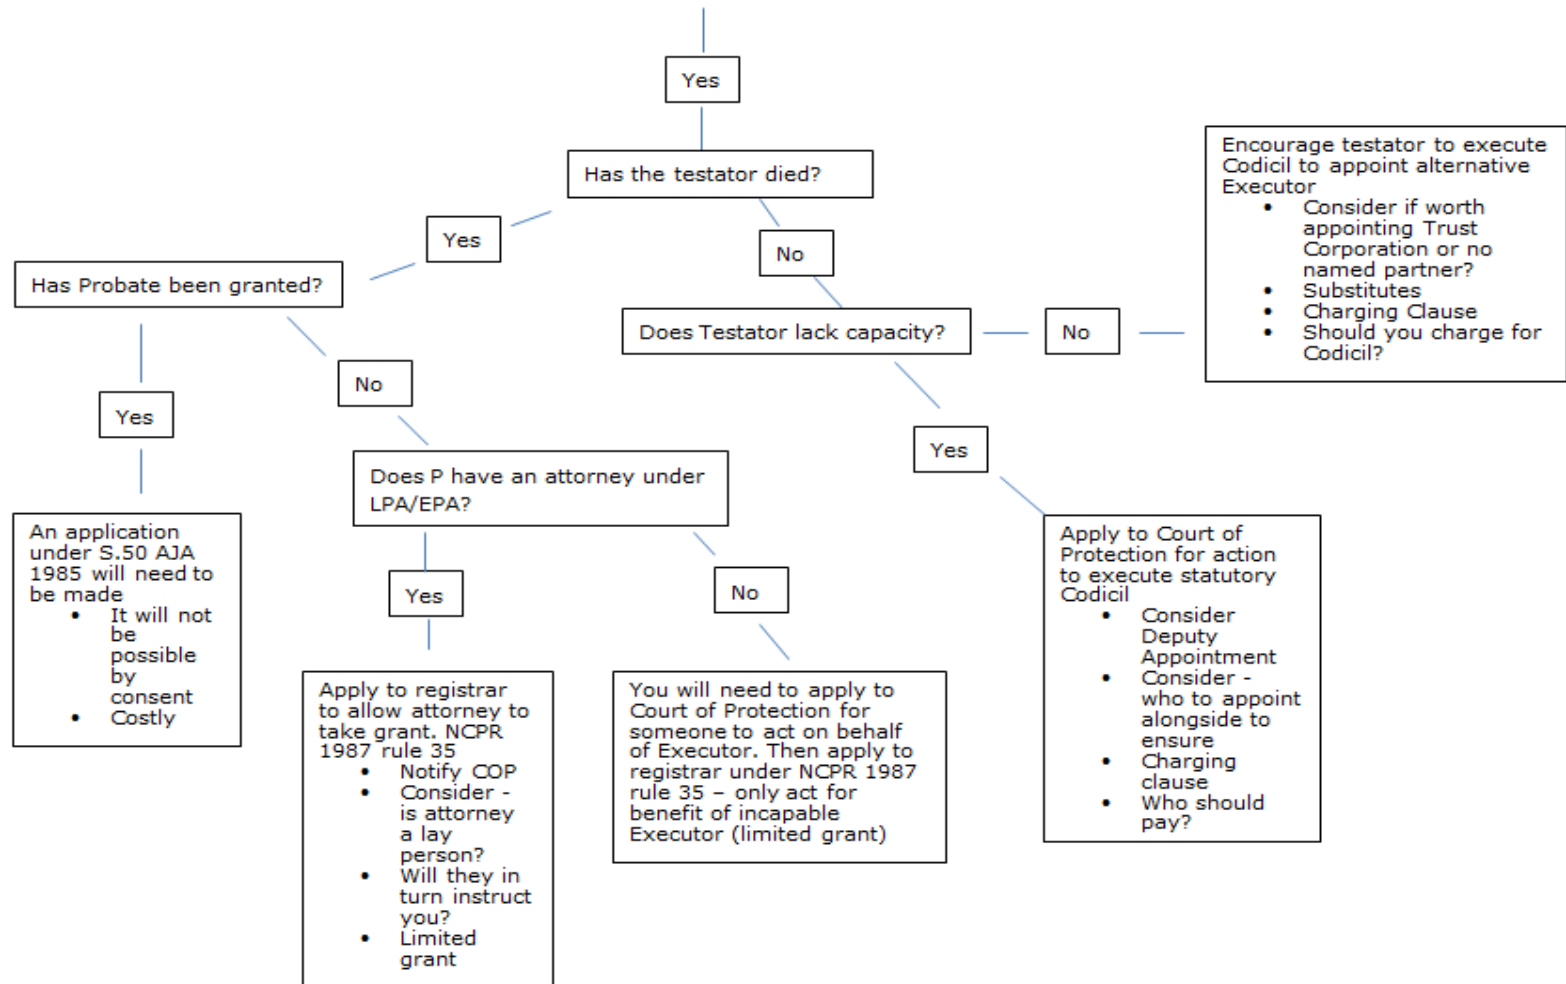 Yes
Has the testator died?
Encourage testator to execute
Codicil to appoint alternative
Executor
• Consider if worth
appointing Trust
Corporation or no
named partner?
• Substitutes
• Charging Clause
• Should you charge for
Codicil?
Yes
No
Has Probate been granted?
Does Testator lack capacity?
No
No
Yes
Yes
Does P have an attorney under
LPA/EPA?
An application
under S.50 AJA
1985 will need to
be made
• It will not
be
possible
by
consent
• Costly
Yes
No
Apply to Court of
Protection for action
to execute statutory
Codicil
• Consider
Deputy
Appointment
• Consider -
who to appoint
alongside to
ensure
• Charging
clause
• Who should
pay?
Apply to registrar
to allow attorney to
take grant. NCPR
1987 rule 35
• Notify COP
• Consider -
is attorney
a lay
person?
• Will they in
turn instruct
you?
• Limited
grant
You will need to apply to
Court of Protection for
someone to act on behalf
of Executor. Then apply to
registrar under NCPR 1987
rule 35 – only act for
benefit of incapable
Executor (limited grant)